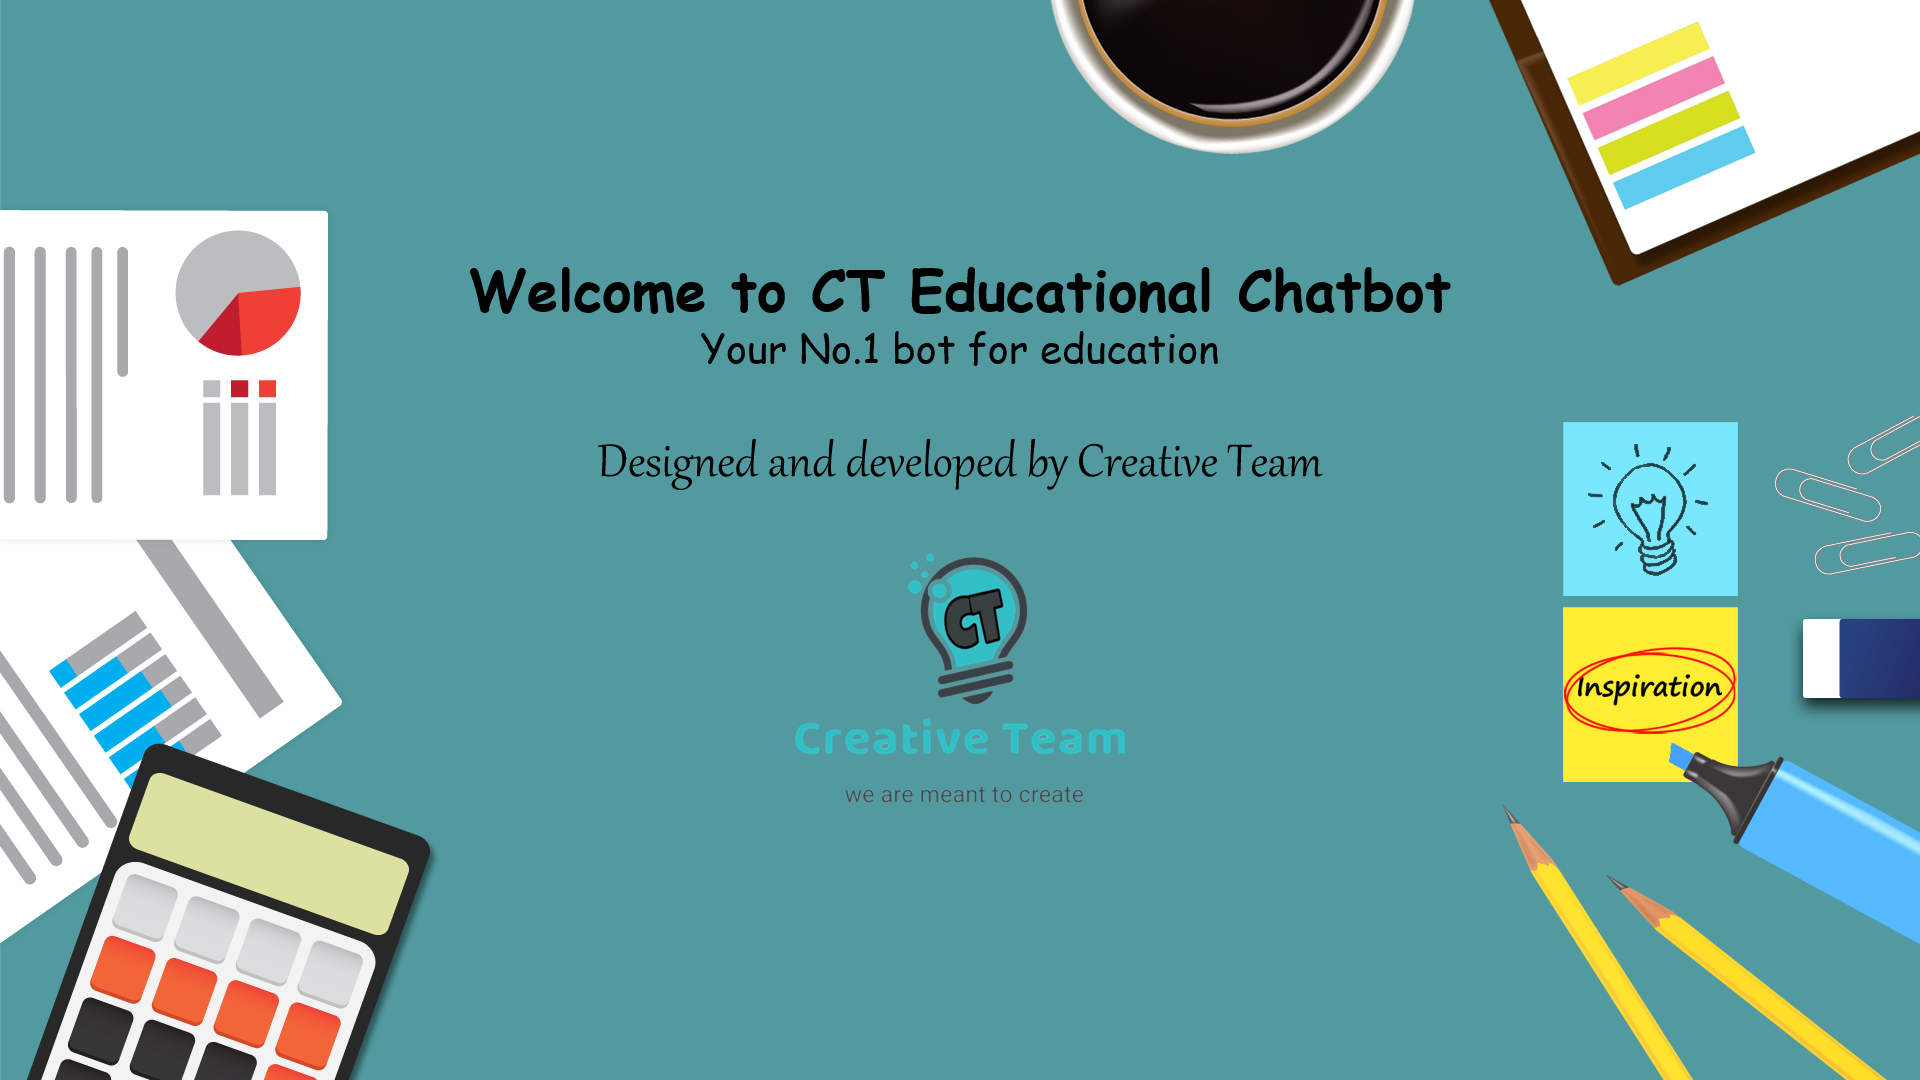 Welcome to CT Educational Chatbot
Your No.1 bot for education
Designed and developed by Creative Team
CT
Creative Team
we are meant to create
Inspiration